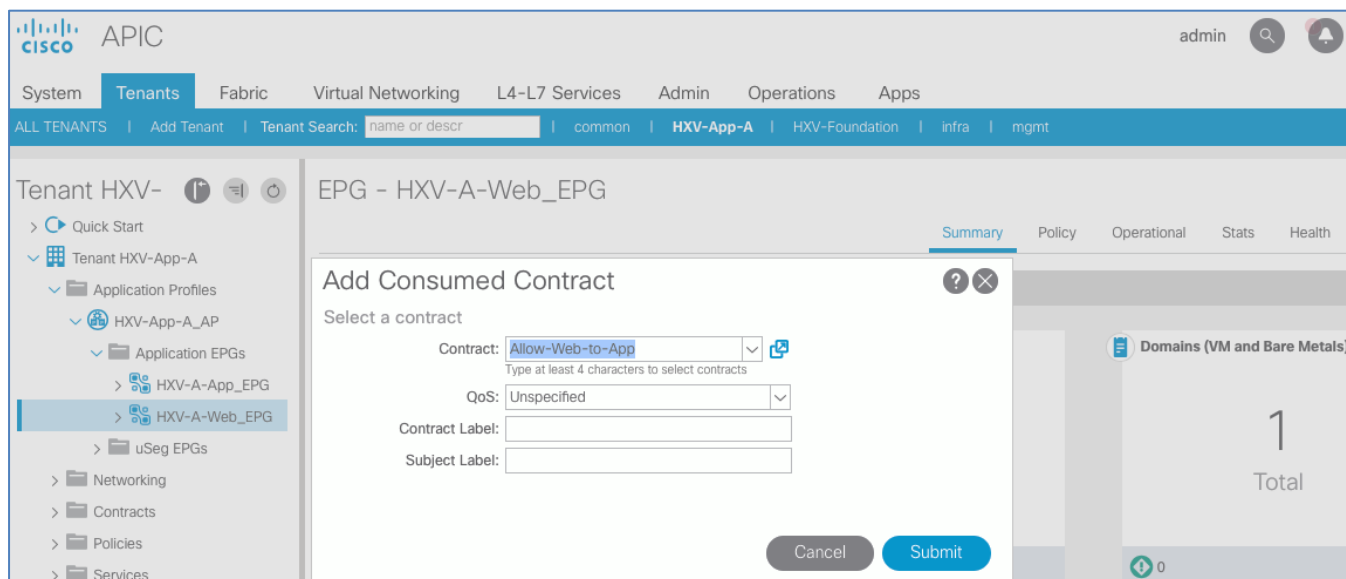 CISCO APIC admin
System Tenants Fabric Virtual Networking L4-L7 Services Admin Operations Apps
ALL TENANTS | Add Tenant | Tenant Search: name or descr | common | HXV-App-A | HXV-Foundation | infra | mgmt
Tenant HXV-
Quick Start
Tenant HXV-App-A
Application Profiles
HXV-App-A_AP
Application EPGs
HXV-A-App_EPG
HXV-A-Web_EPG
uSeg EPGs
Networking
Contracts
Policies
Services
EPG - HXV-A-Web_EPG
Summary Policy Operational Stats Health
Add Consumed Contract
Select a contract
Contract: Allow-Web-to-App
Type at least 4 characters to select contracts
QoS: Unspecified
Contract Label:
Subject Label:
Cancel Submit
Domains (VM and Bare Metals)
1
Total
0